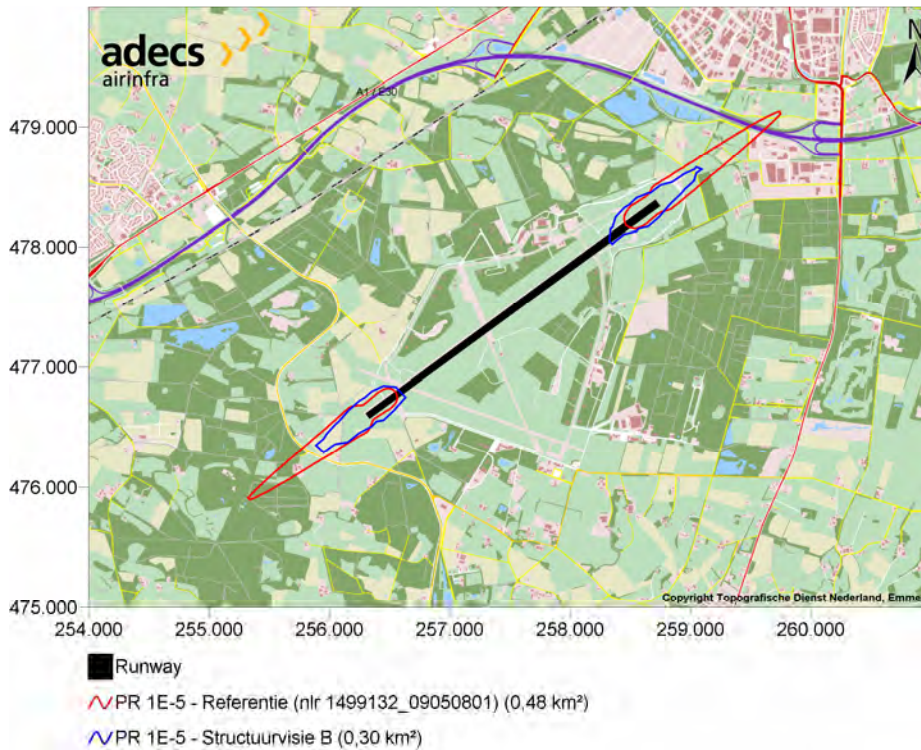 adecs
airinfra
N
A1 / E30
479.000
478.000
477.000
476.000
475.000
254.000 255.000 256.000 257.000 258.000 259.000 260.000
Copyright Topografische Dienst Nederland, Emme
Runway
PR 1E-5 - Referentie (nlr 1499132_09050801) (0,48 km²)
PR 1E-5 - Structuurvisie B (0,30 km²)